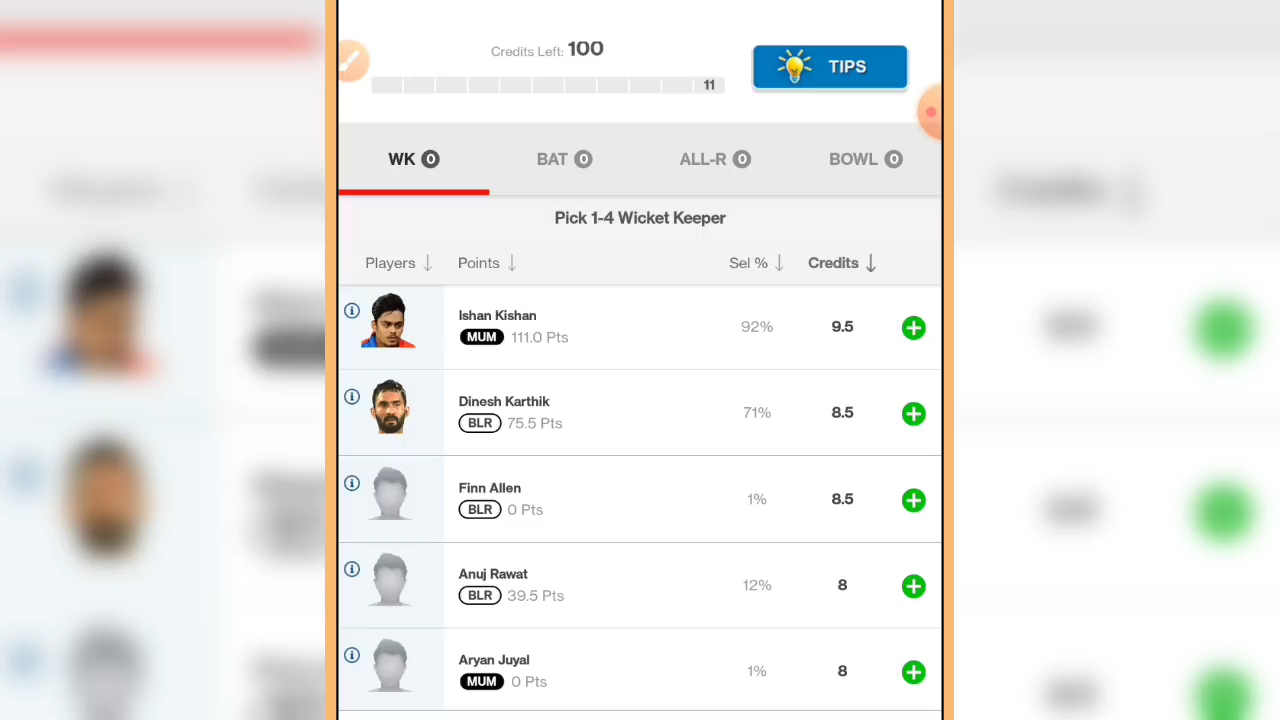 Credits Left: 100
TIPS
11
WK 0 BAT 0 ALL-R 0 BOWL 0
Pick 1-4 Wicket Keeper
Players ↓ Points ↓ Sel % ↓ Credits ↓
Ishan Kishan
MUM 111.0 Pts 92% 9.5
Dinesh Karthik
BLR 75.5 Pts 71% 8.5
Finn Allen
BLR 0 Pts 1% 8.5
Anuj Rawat
BLR 39.5 Pts 12% 8
Aryan Juyal
MUM 0 Pts 1% 8